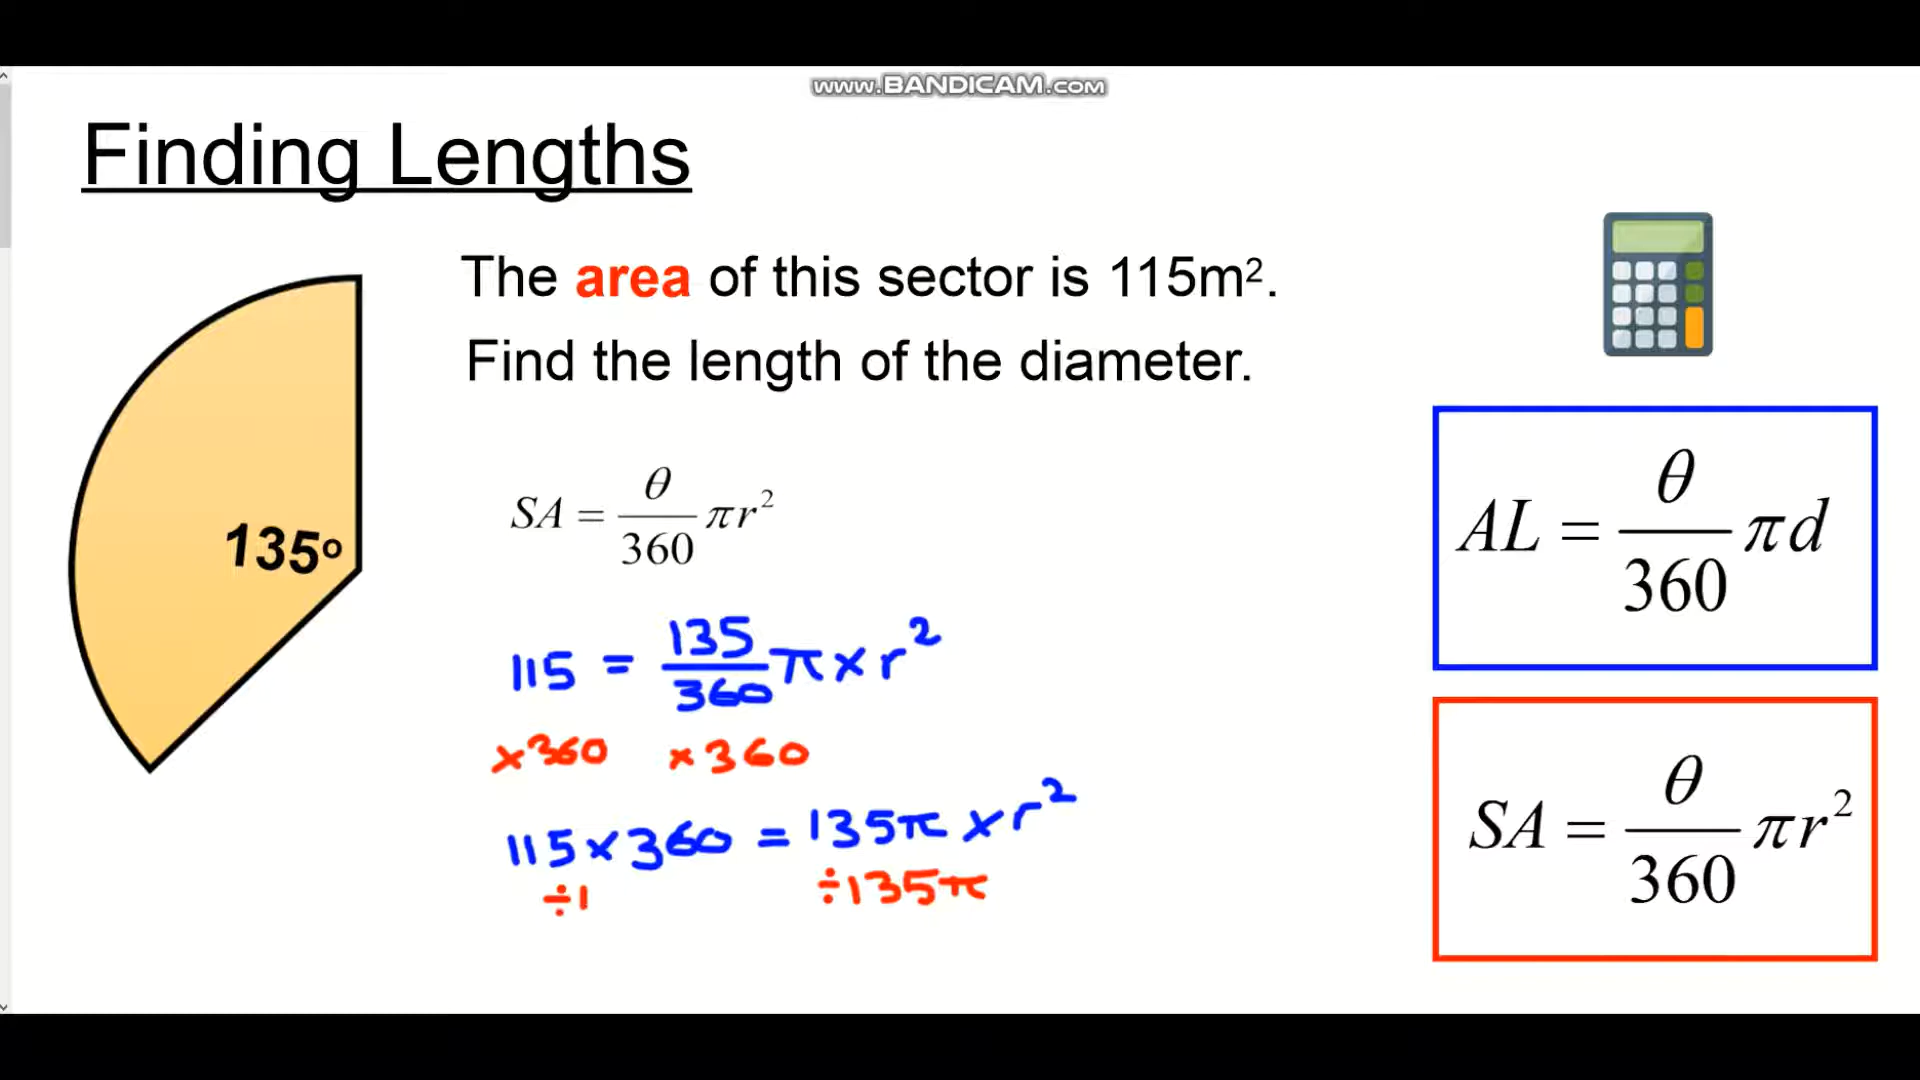 www.BANDICAM.com
Finding Lengths
The area of this sector is 115m².
Find the length of the diameter.
135°
SA = θ/360 πr²
115 = 135/360 π × r²
×360 ×360
115 × 360 = 135π × r²
÷1 ÷135π
AL = θ/360 πd
SA = θ/360 πr²